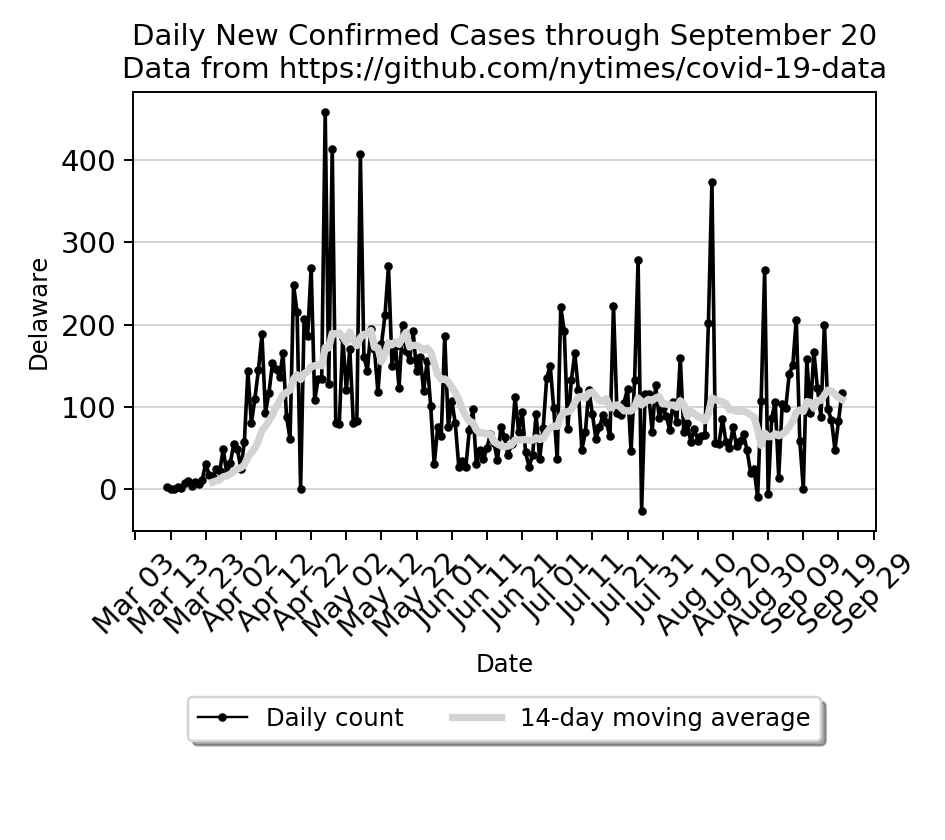 Daily New Confirmed Cases through September 20
Data from https://github.com/nytimes/covid-19-data
Delaware
400
300
200
100
0
Mar 03
Mar 13
Mar 23
Apr 02
Apr 12
Apr 22
May 02
May 12
May 22
Jun 01
Jun 11
Jun 21
Jul 01
Jul 11
Jul 21
Jul 31
Aug 10
Aug 20
Aug 30
Sep 09
Sep 19
Sep 29
Date
Daily count
14-day moving average